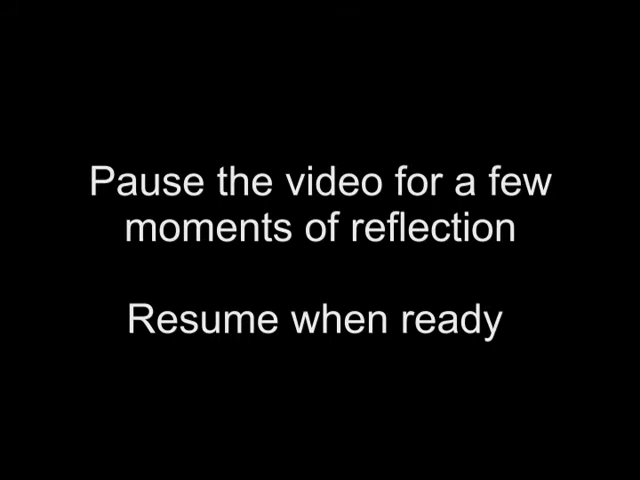 Pause the video for a few
moments of reflection
Resume when ready